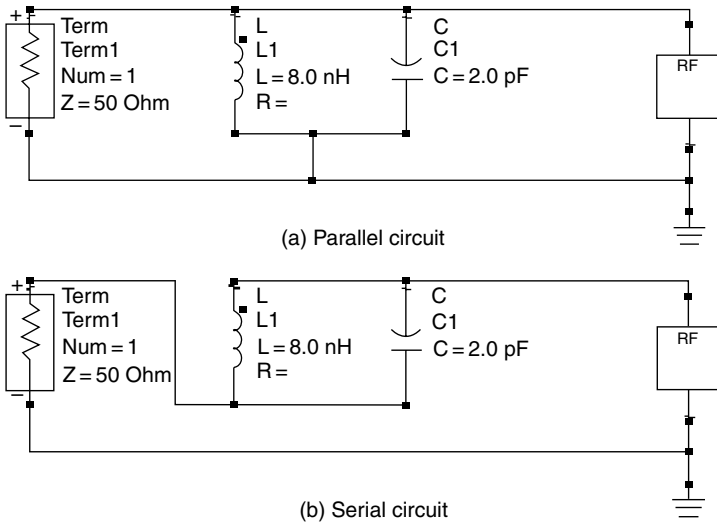 +
Term
Term1
Num = 1
Z = 50 Ohm
−
L
L1
L = 8.0 nH
R =
C
C1
C = 2.0 pF
RF
(a) Parallel circuit
+
Term
Term1
Num = 1
Z = 50 Ohm
−
L
L1
L = 8.0 nH
R =
C
C1
C = 2.0 pF
RF
(b) Serial circuit